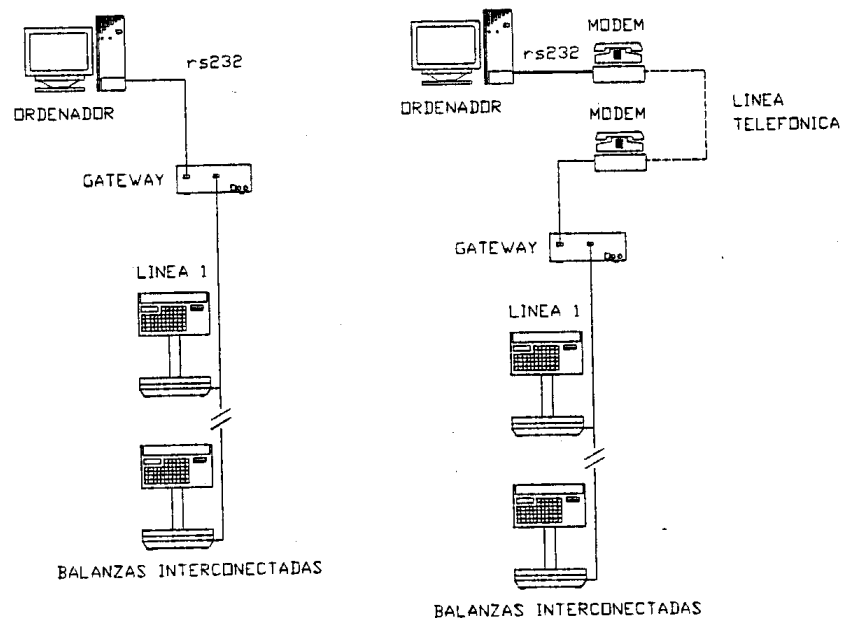 rs232
ORDENADOR
GATEWAY
LINEA 1
BALANZAS INTERCONECTADAS
MODEM
rs232
ORDENADOR
MODEM
LINEA
TELEFONICA
GATEWAY
LINEA 1
BALANZAS INTERCONECTADAS